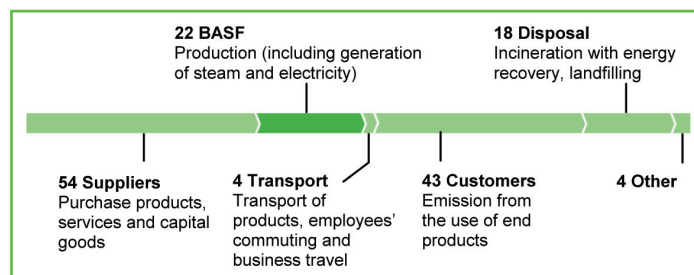 22 BASF
Production (including generation
of steam and electricity)
18 Disposal
Incineration with energy
recovery, landfilling
54 Suppliers
Purchase products,
services and capital
goods
4 Transport
Transport of
products, employees’
commuting and
business travel
43 Customers
Emission from
the use of end
products
4 Other